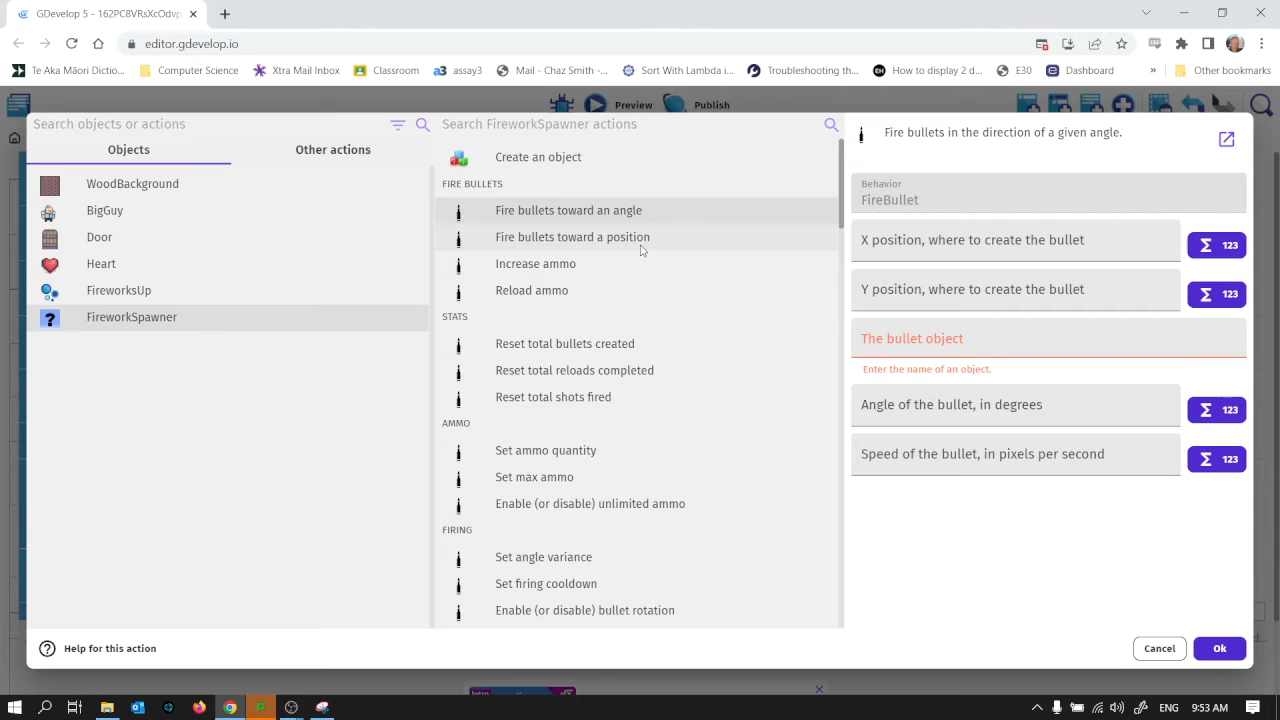 GDevelop 5 - 162PC8VRsXcOdvp
editor.gdevelop.io
Te Aka Māori Dictio...
Computer Science
Xtra Mail Inbox
Classroom
a3 assay3
Mail - Chaz Smith -...
Sort With Lambda i...
Troubleshooting th...
How to display 2 d...
E30
Dashboard
»
Other bookmarks
Preview
Publish
Search objects or actions
Search FireworkSpawner actions
Fire bullets in the direction of a given angle.
Objects
Other actions
Create an object
WoodBackground
BigGuy
Door
Heart
FireworksUp
FireworkSpawner
FIRE BULLETS
Fire bullets toward an angle
Fire bullets toward a position
Increase ammo
Reload ammo
STATS
Reset total bullets created
Reset total reloads completed
Reset total shots fired
AMMO
Set ammo quantity
Set max ammo
Enable (or disable) unlimited ammo
FIRING
Set angle variance
Set firing cooldown
Enable (or disable) bullet rotation
Behavior
FireBullet
X position, where to create the bullet
Σ 123
Y position, where to create the bullet
Σ 123
The bullet object
Enter the name of an object.
Angle of the bullet, in degrees
Σ 123
Speed of the bullet, in pixels per second
Σ 123
Help for this action
Cancel
Ok
Intro
ENG
9:53 AM